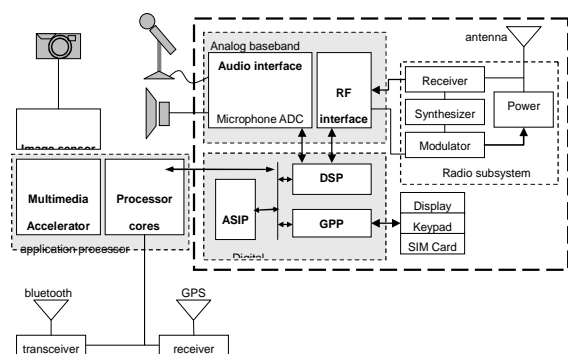 antenna
Analog baseband
Audio interface
Microphone ADC
RF
interface
Receiver
Synthesizer
Modulator
Power
Radio subsystem
Image sensor
Multimedia
Accelerator
Processor
cores
application processor
ASIP
DSP
GPP
Digital
Display
Keypad
SIM Card
bluetooth
transceiver
GPS
receiver